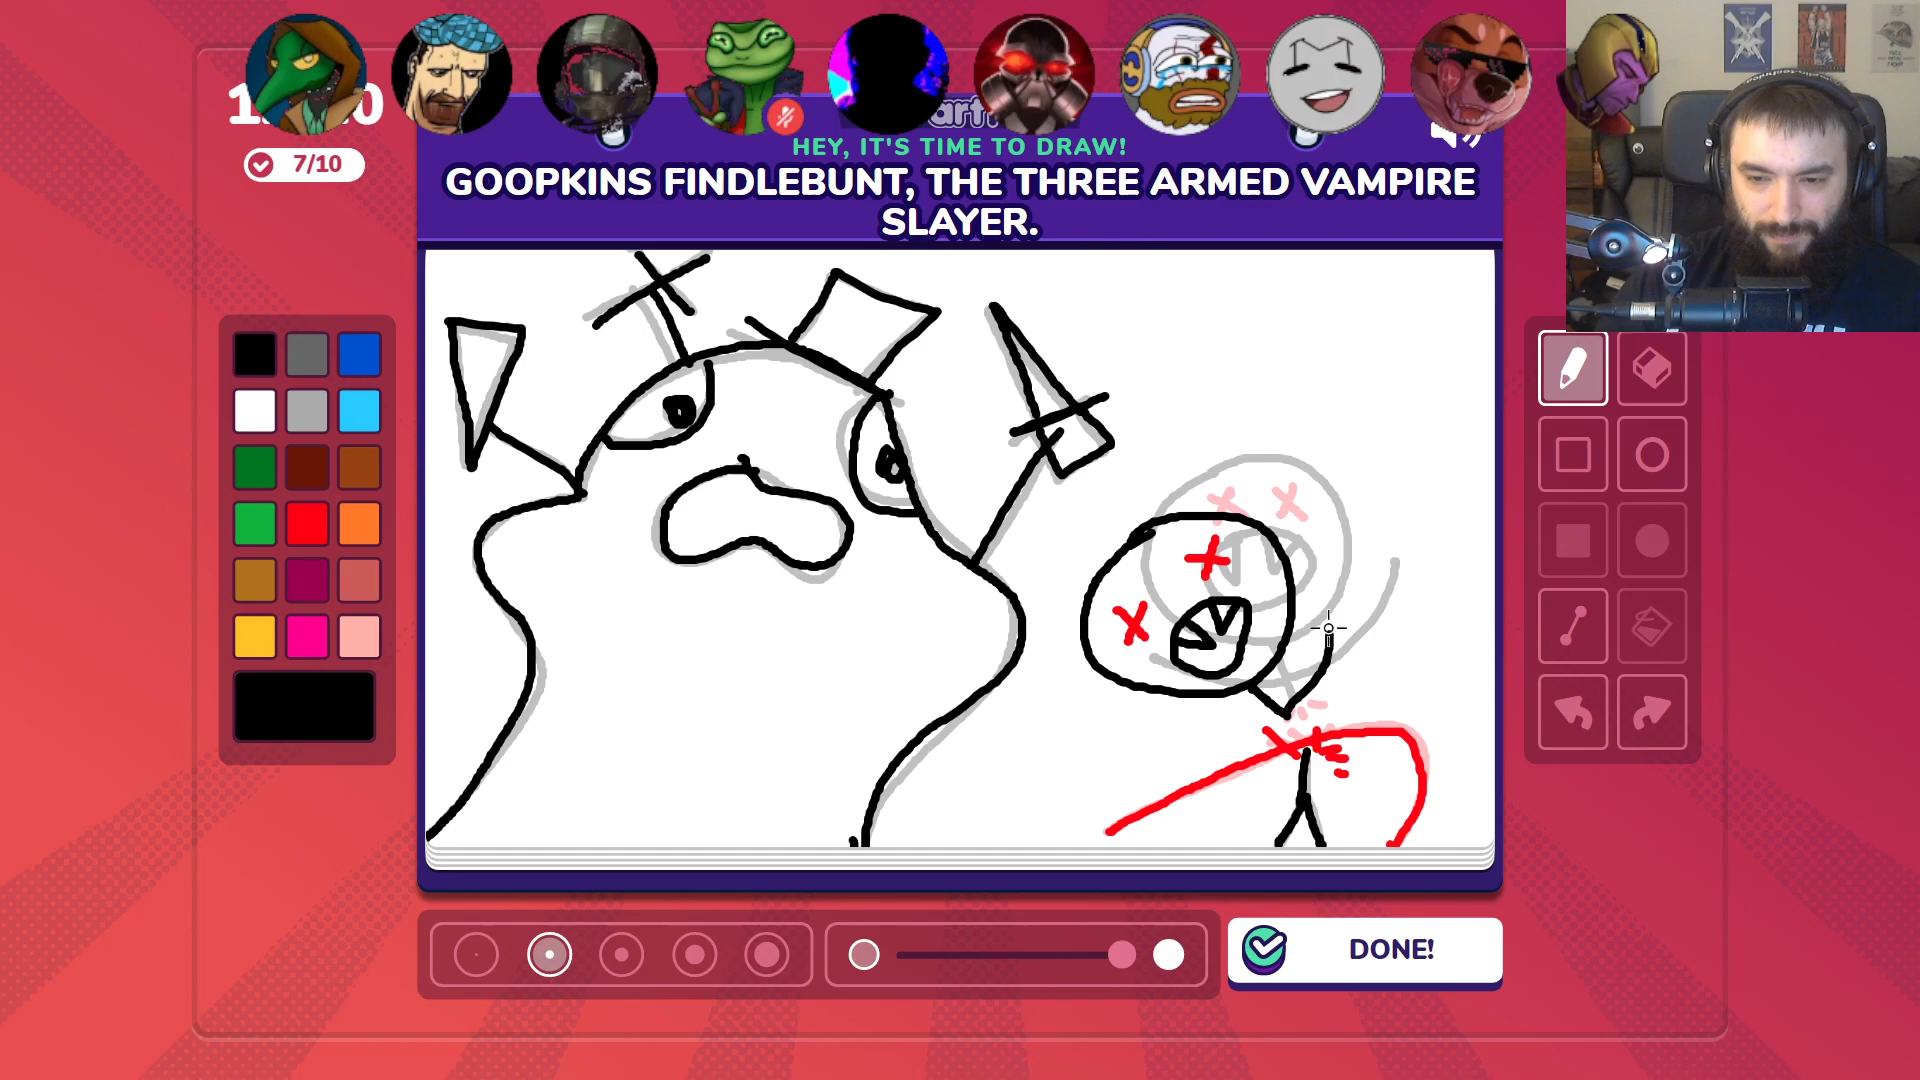 7/10
HEY, IT'S TIME TO DRAW!
GOOPKINS FINDLEBUNT, THE THREE ARMED VAMPIRE
SLAYER.
DONE!